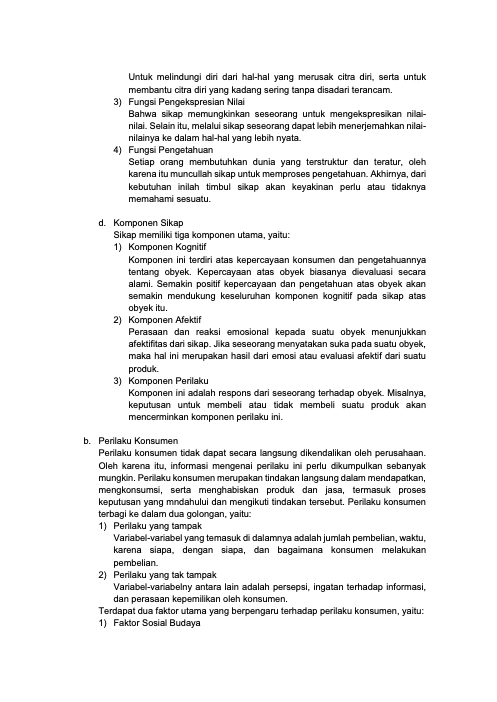 Untuk melindungi diri dari hal-hal yang merusak citra diri, serta untuk
membantu citra diri yang kadang sering tanpa disadari terancam.
3) Fungsi Pengekspresian Nilai
Bahwa sikap memungkinkan seseorang untuk mengekspresikan nilai-
nilai. Selain itu, melalui sikap seseorang dapat lebih menerjemahkan nilai-
nilainya ke dalam hal-hal yang lebih nyata.
4) Fungsi Pengetahuan
Setiap orang membutuhkan dunia yang terstruktur dan teratur, oleh
karena itu muncullah sikap untuk memproses pengetahuan. Akhirnya, dari
kebutuhan inilah timbul sikap akan keyakinan perlu atau tidaknya
memahami sesuatu.
d. Komponen Sikap
Sikap memiliki tiga komponen utama, yaitu:
1) Komponen Kognitif
Komponen ini terdiri atas kepercayaan konsumen dan pengetahuannya
tentang obyek. Kepercayaan atas obyek biasanya dievaluasi secara
alami. Semakin positif kepercayaan dan pengetahuan atas obyek akan
semakin mendukung keseluruhan komponen kognitif pada sikap atas
obyek itu.
2) Komponen Afektif
Perasaan dan reaksi emosional kepada suatu obyek menunjukkan
afektifitas dari sikap. Jika seseorang menyatakan suka pada suatu obyek,
maka hal ini merupakan hasil dari emosi atau evaluasi afektif dari suatu
produk.
3) Komponen Perilaku
Komponen ini adalah respons dari seseorang terhadap obyek. Misalnya,
keputusan untuk membeli atau tidak membeli suatu produk akan
mencerminkan komponen perilaku ini.
b. Perilaku Konsumen
Perilaku konsumen tidak dapat secara langsung dikendalikan oleh perusahaan.
Oleh karena itu, informasi mengenai perilaku ini perlu dikumpulkan sebanyak
mungkin. Perilaku konsumen merupakan tindakan langsung dalam mendapatkan,
mengkonsumsi, serta menghabiskan produk dan jasa, termasuk proses
keputusan yang mndahului dan mengikuti tindakan tersebut. Perilaku konsumen
terbagi ke dalam dua golongan, yaitu:
1) Perilaku yang tampak
Variabel-variabel yang temasuk di dalamnya adalah jumlah pembelian, waktu,
karena siapa, dengan siapa, dan bagaimana konsumen melakukan
pembelian.
2) Perilaku yang tak tampak
Variabel-variabelny antara lain adalah persepsi, ingatan terhadap informasi,
dan perasaan kepemilikan oleh konsumen.
Terdapat dua faktor utama yang berpengaru terhadap perilaku konsumen, yaitu:
1) Faktor Sosial Budaya